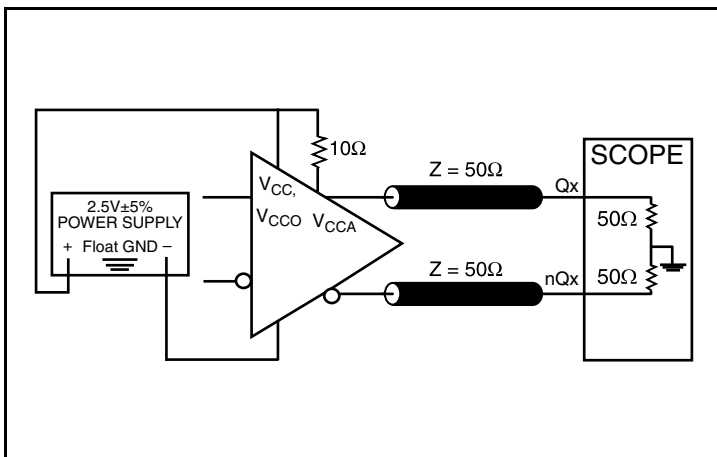 10Ω
Z = 50Ω
Qx
SCOPE
V_CC,
V_CCO
V_CCA
2.5V±5%
POWER SUPPLY
+ Float GND –
50Ω
Z = 50Ω
nQx
50Ω